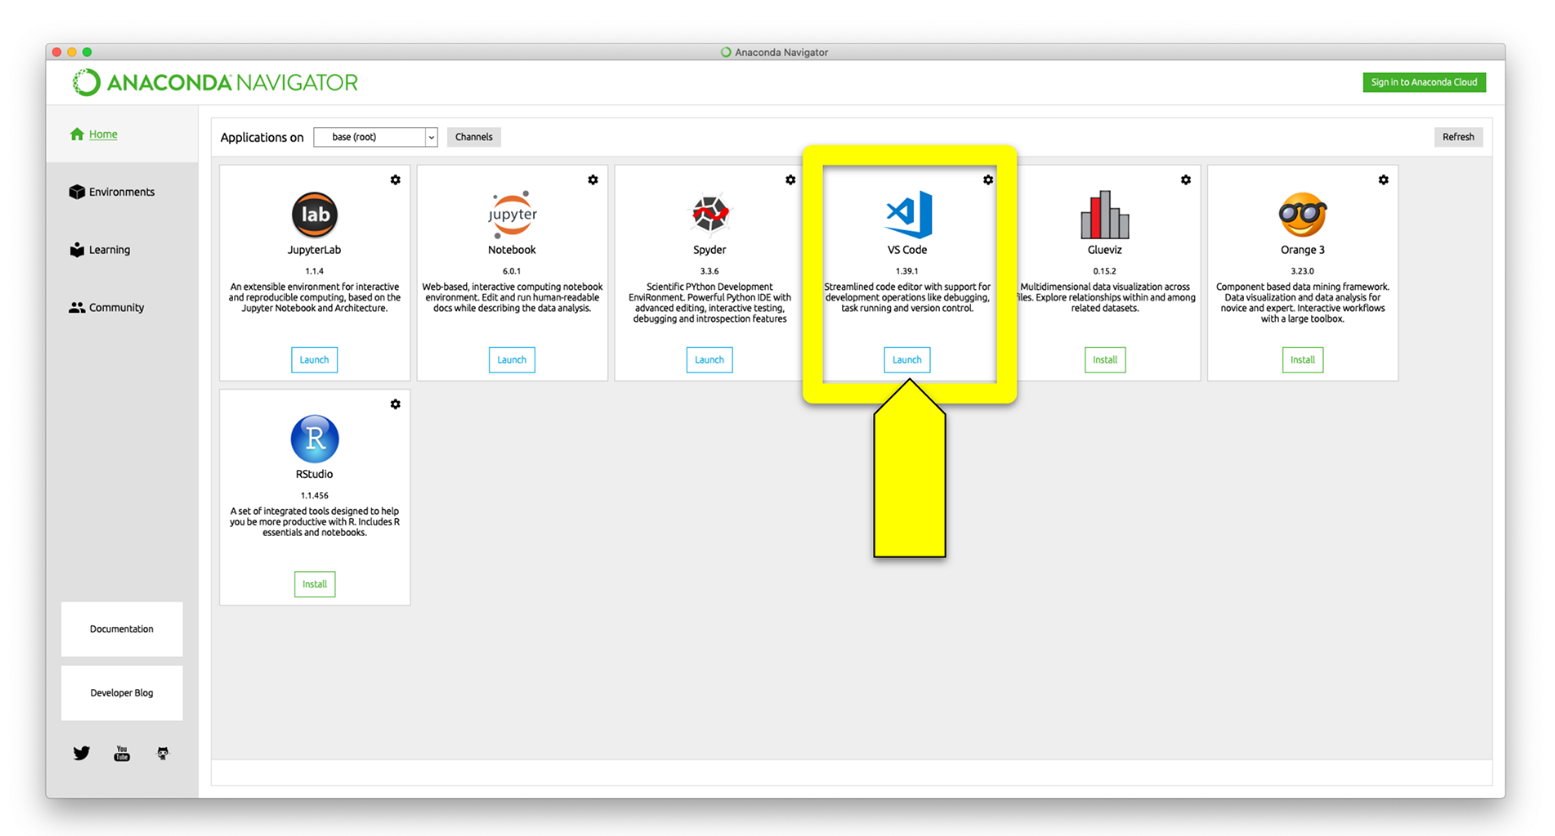 Anaconda Navigator
ANACONDA NAVIGATOR
Sign in to Anaconda Cloud
Home
Environments
Learning
Community
Documentation
Developer Blog
You
Tube
Applications on
base (root)
Channels
Refresh
lab
JupyterLab
1.1.4
An extensible environment for interactive
and reproducible computing, based on the
Jupyter Notebook and Architecture.
Launch
jupyter
Notebook
6.0.1
Web-based, interactive computing notebook
environment. Edit and run human-readable
docs while describing the data analysis.
Launch
Spyder
3.3.6
Scientific PYthon Development
EnviRonment. Powerful Python IDE with
advanced editing, interactive testing,
debugging and introspection features
Launch
VS Code
1.39.1
Streamlined code editor with support for
development operations like debugging,
task running and version control.
Launch
Glueviz
0.15.2
Multidimensional data visualization across
files. Explore relationships within and among
related datasets.
Install
Orange 3
3.23.0
Component based data mining framework.
Data visualization and data analysis for
novice and expert. Interactive workflows
with a large toolbox.
Install
R
RStudio
1.1.456
A set of integrated tools designed to help
you be more productive with R. Includes R
essentials and notebooks.
Install